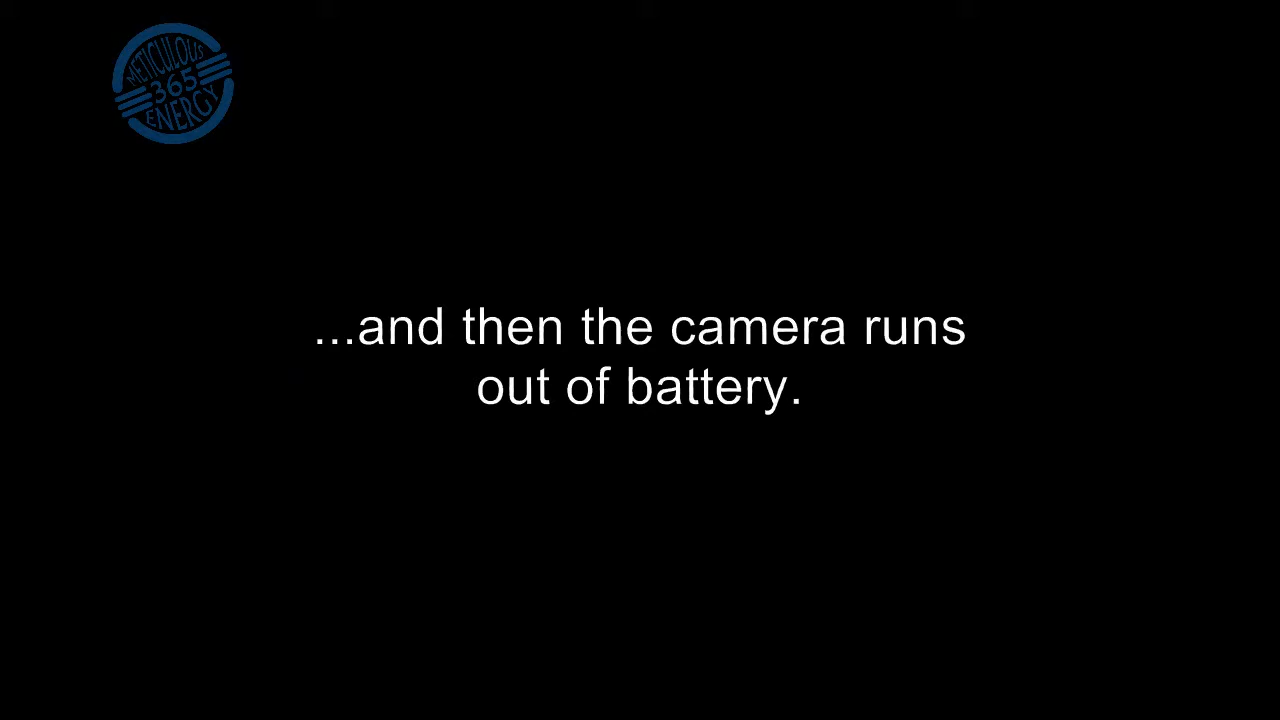 METICULOUS
365
ENERGY
...and then the camera runs
out of battery.